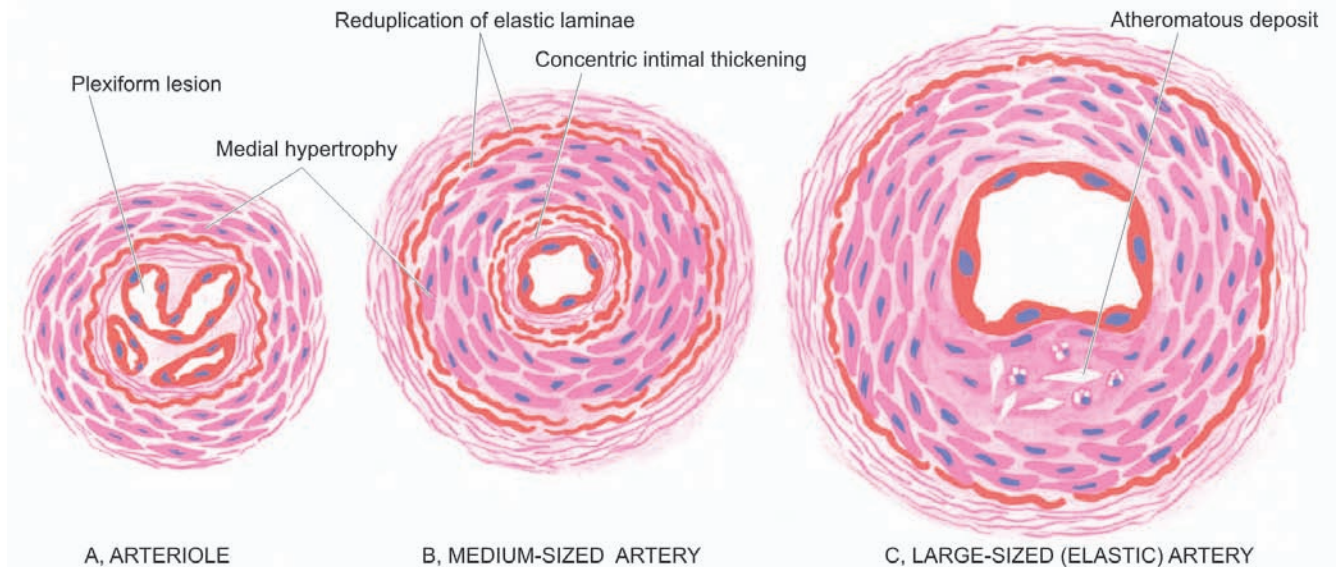 Reduplication of elastic laminae
Atheromatous deposit
Concentric intimal thickening
Plexiform lesion
Medial hypertrophy
A, ARTERIOLE
B, MEDIUM-SIZED ARTERY
C, LARGE-SIZED (ELASTIC) ARTERY